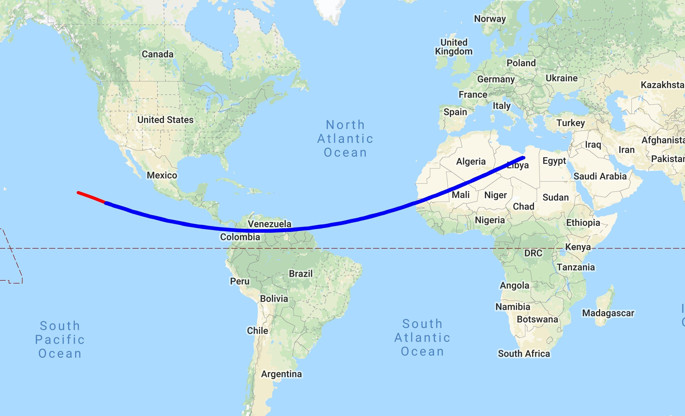 Norway
Canada
United
Kingdom
Poland
Germany
Ukraine
Kazakhsta
France
Italy
Spain
United States
North
Atlantic
Ocean
Turkey
Iraq
Afghanista
Iran
Algeria
Libya
Egypt
Pakistan
Mexico
Saudi Arabia
Mali
Niger
Sudan
Chad
Nigeria
Ethiopia
Venezuela
Colombia
Kenya
DRC
Tanzania
Brazil
Peru
Angola
Bolivia
Namibia
Madagascar
Botswana
South
Pacific
Ocean
Chile
South
Atlantic
Ocean
South Africa
Argentina